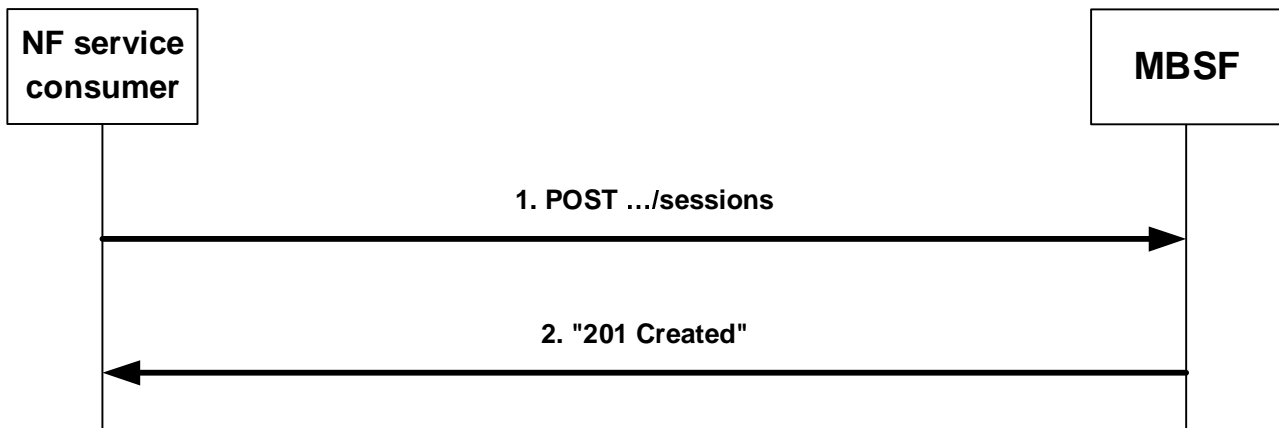 NF service
consumer
MBSF
1. POST …/sessions
2. "201 Created"